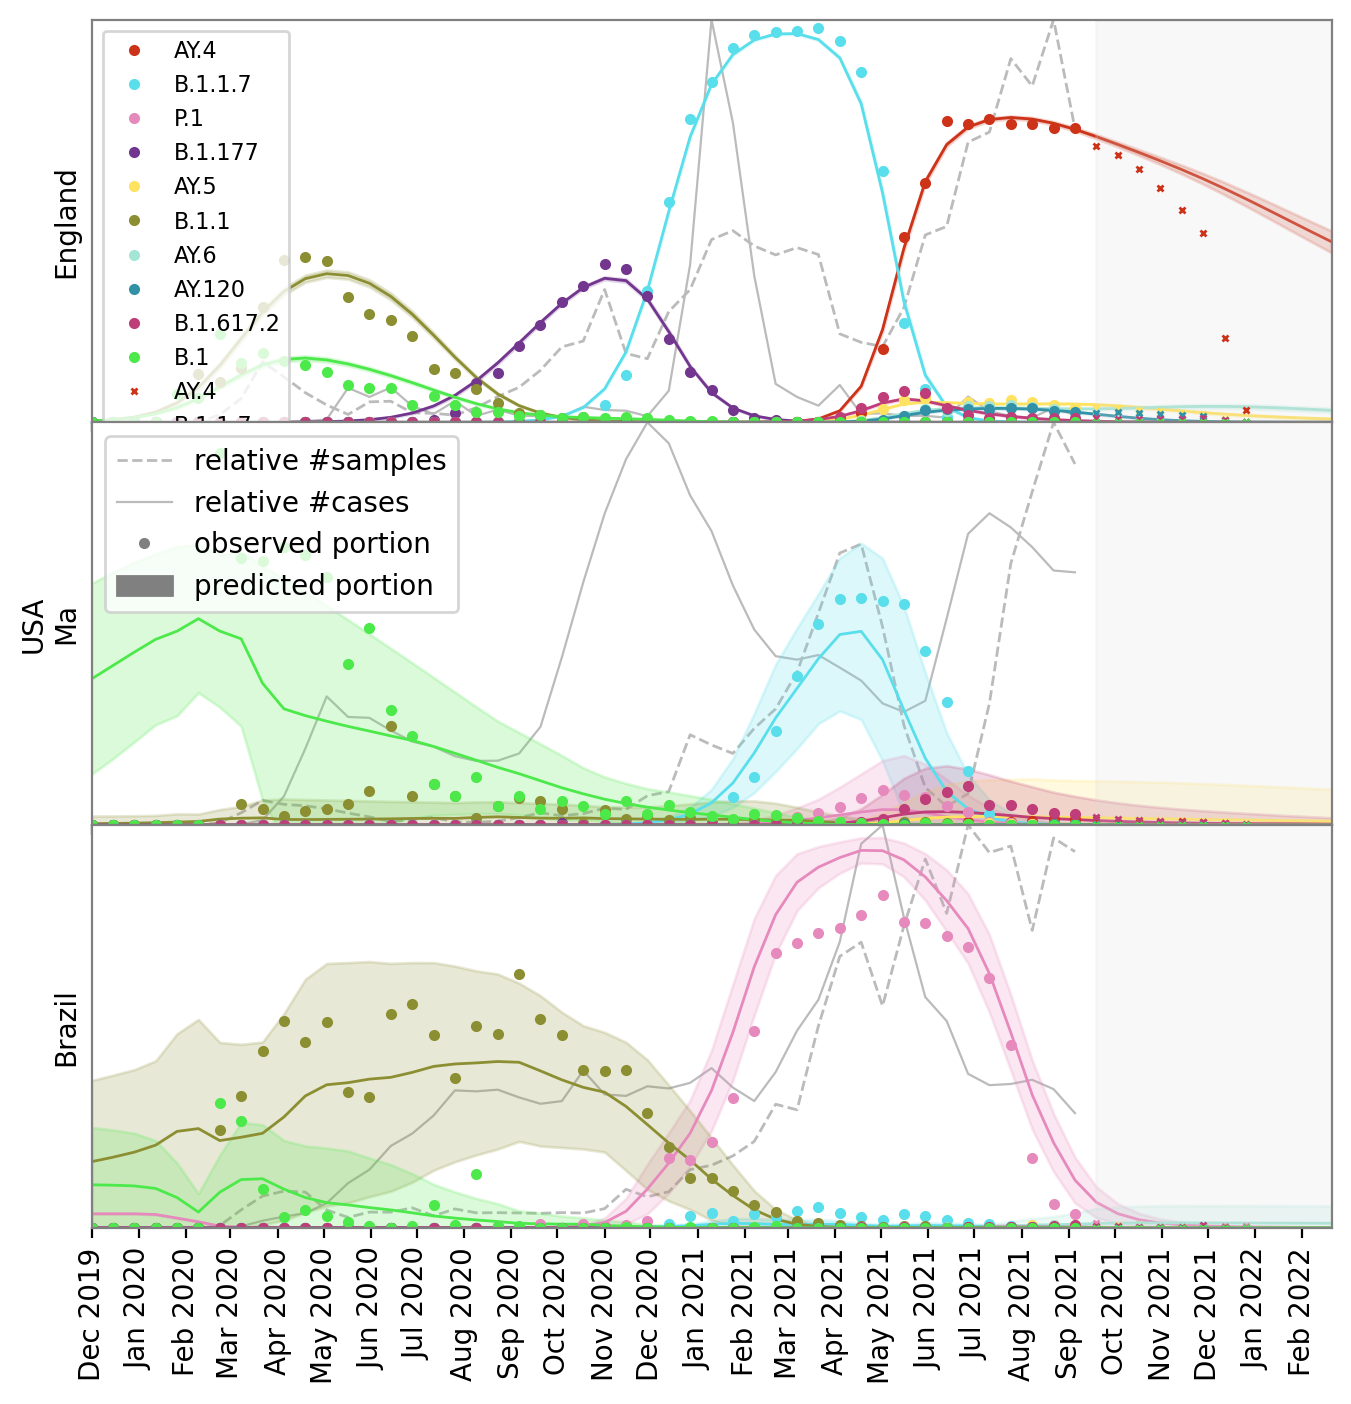 England
AY.4
B.1.1.7
P.1
B.1.177
AY.5
B.1.1
AY.6
AY.120
B.1.617.2
B.1
AY.4
B.1.1.7
USA
Ma
relative #samples
relative #cases
observed portion
predicted portion
Brazil
Dec 2019
Jan 2020
Feb 2020
Mar 2020
Apr 2020
May 2020
Jun 2020
Jul 2020
Aug 2020
Sep 2020
Oct 2020
Nov 2020
Dec 2020
Jan 2021
Feb 2021
Mar 2021
Apr 2021
May 2021
Jun 2021
Jul 2021
Aug 2021
Sep 2021
Oct 2021
Nov 2021
Dec 2021
Jan 2022
Feb 2022